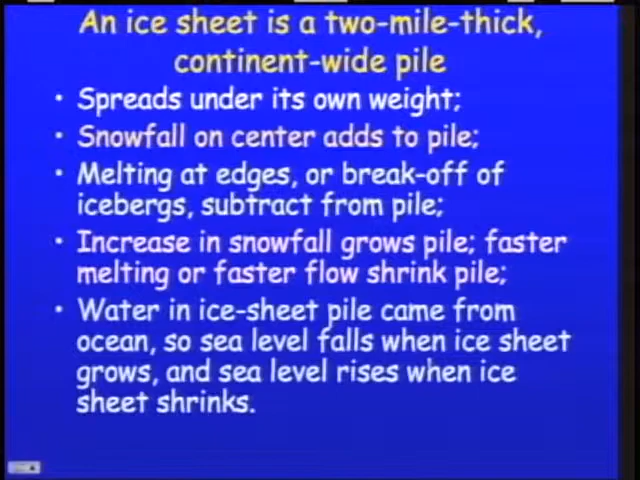 An ice sheet is a two-mile-thick,
continent-wide pile
• Spreads under its own weight;
• Snowfall on center adds to pile;
• Melting at edges, or break-off of
icebergs, subtract from pile;
• Increase in snowfall grows pile; faster
melting or faster flow shrink pile;
• Water in ice-sheet pile came from
ocean, so sea level falls when ice sheet
grows, and sea level rises when ice
sheet shrinks.